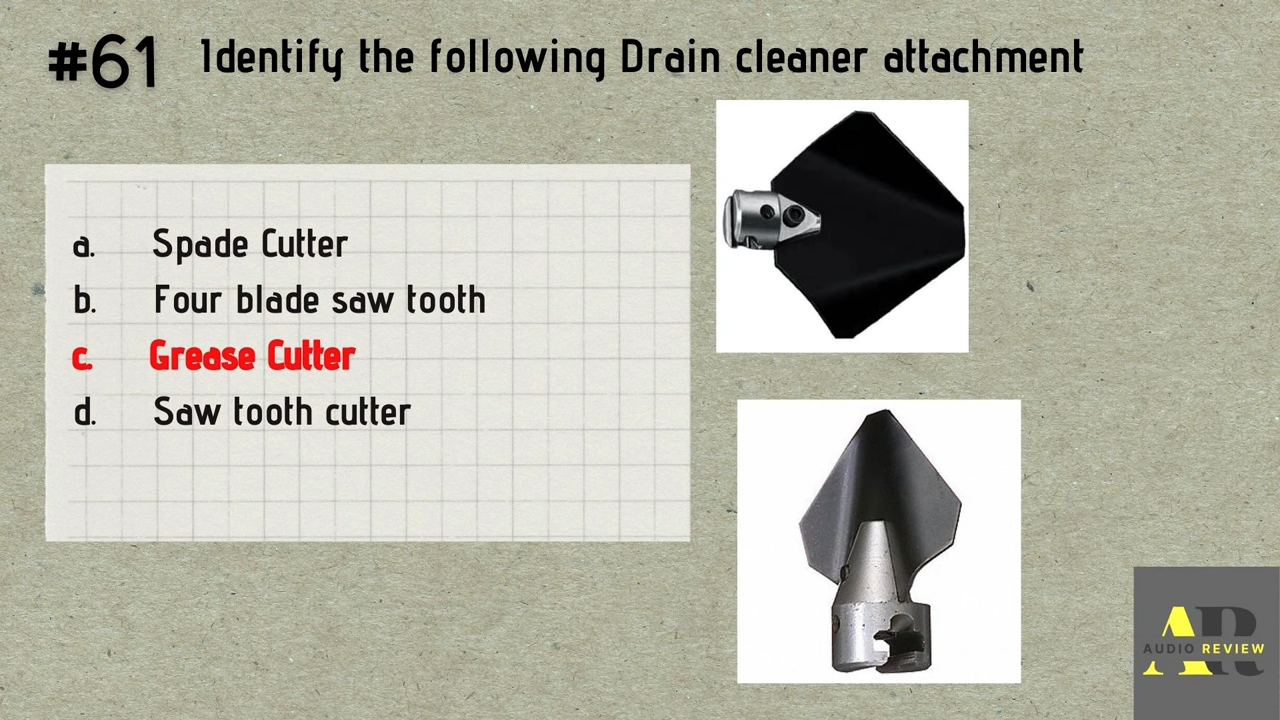 #61 Identify the following Drain cleaner attachment
a. Spade Cutter
b. Four blade saw tooth
c. Grease Cutter
d. Saw tooth cutter
AR
AUDIO REVIEW